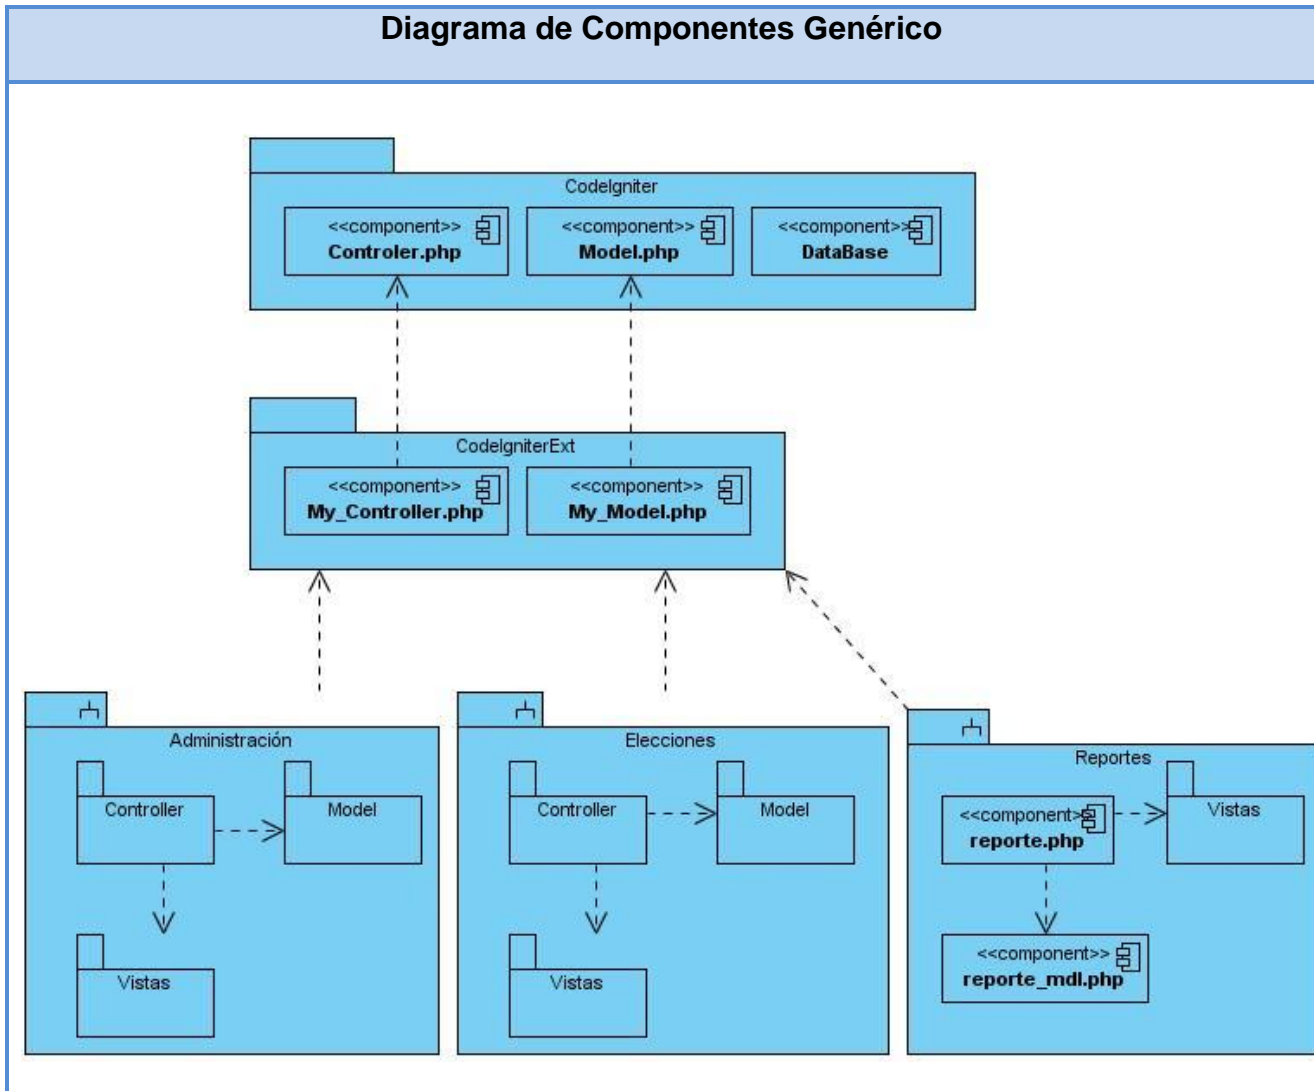 Diagrama de Componentes Genérico
CodeIgniter
<<component>>
Controler.php
<<component>>
Model.php
<<component>>
DataBase
CodeIgniterExt
<<component>>
My_Controller.php
<<component>>
My_Model.php
Administración
Controller
Model
Vistas
Elecciones
Controller
Model
Vistas
Reportes
<<component>>
reporte.php
Vistas
<<component>>
reporte_mdl.php